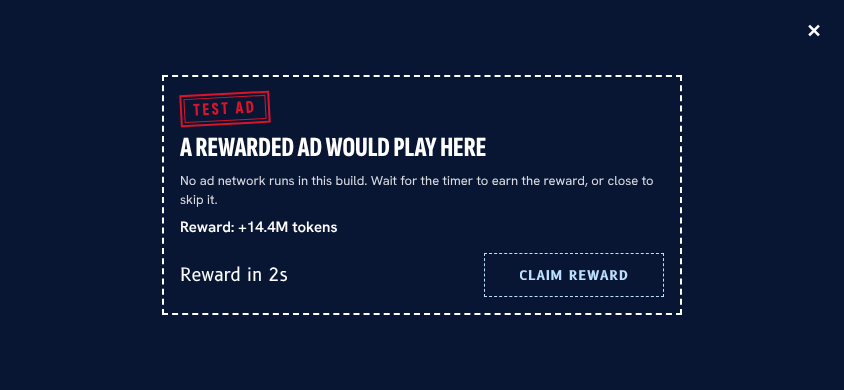 ×
TEST AD
A REWARDED AD WOULD PLAY HERE
No ad network runs in this build. Wait for the timer to earn the reward, or close to
skip it.
Reward: +14.4M tokens
Reward in 2s
CLAIM REWARD